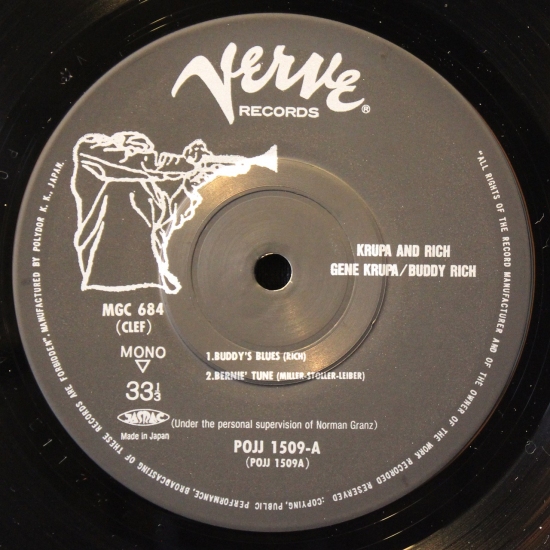 Verve
RECORDS ®
KRUPA AND RICH
GENE KRUPA/BUDDY RICH
MGC 684
(CLEF)
MONO
33 1/3
1.BUDDY'S BLUES (RICH)
2.BERNIE' TUNE (MILLER-STOLLER-LEIBER)
JASRAC
Made in Japan
(Under the personal supervision of Norman Granz)
POJJ 1509-A
(POJJ 1509A)
"ALL RIGHTS OF THE RECORD MANUFACTURER AND OF THE OWNER OF THE WORK RECORDED RESERVED :COPYING, PUBLIC PERFORMANCE, BROADCASTING OF THESE RECORDS ARE FORBIDDEN", MANUFACTURED BY POLYDOR K. K., JAPAN.